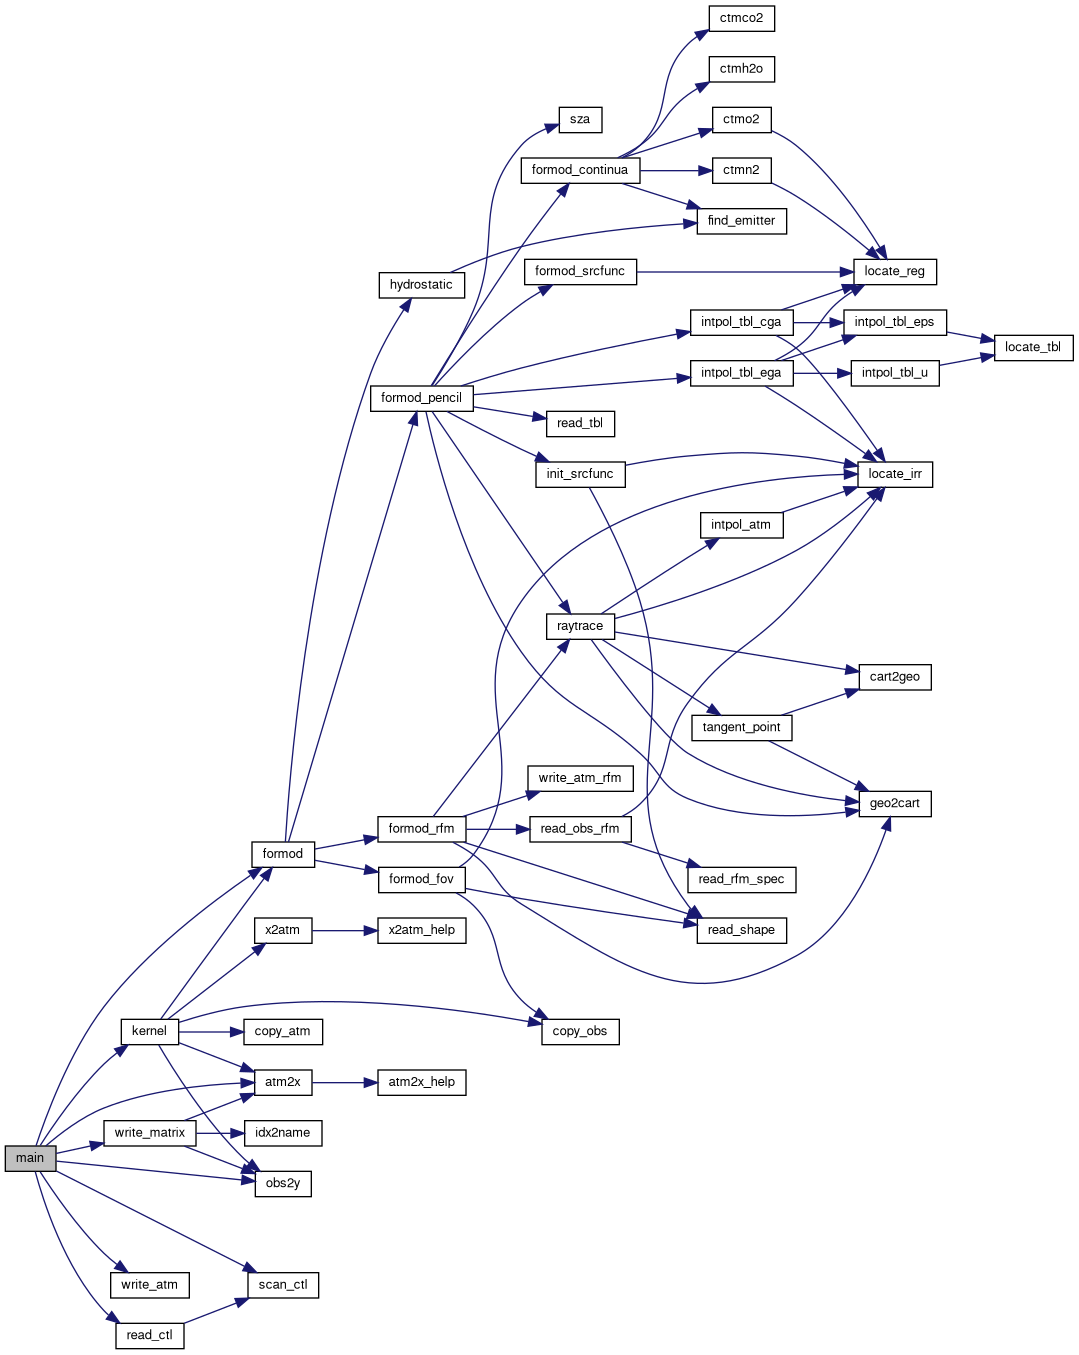 ctmco2
ctmh2o
sza
ctmo2
formod_continua
ctmn2
find_emitter
hydrostatic
formod_srcfunc
locate_reg
intpol_tbl_cga
intpol_tbl_eps
locate_tbl
formod_pencil
intpol_tbl_ega
intpol_tbl_u
read_tbl
init_srcfunc
locate_irr
intpol_atm
raytrace
cart2geo
tangent_point
write_atm_rfm
geo2cart
formod_rfm
read_obs_rfm
formod
formod_fov
read_rfm_spec
x2atm
x2atm_help
read_shape
kernel
copy_atm
copy_obs
atm2x
atm2x_help
write_matrix
idx2name
main
obs2y
write_atm
scan_ctl
read_ctl